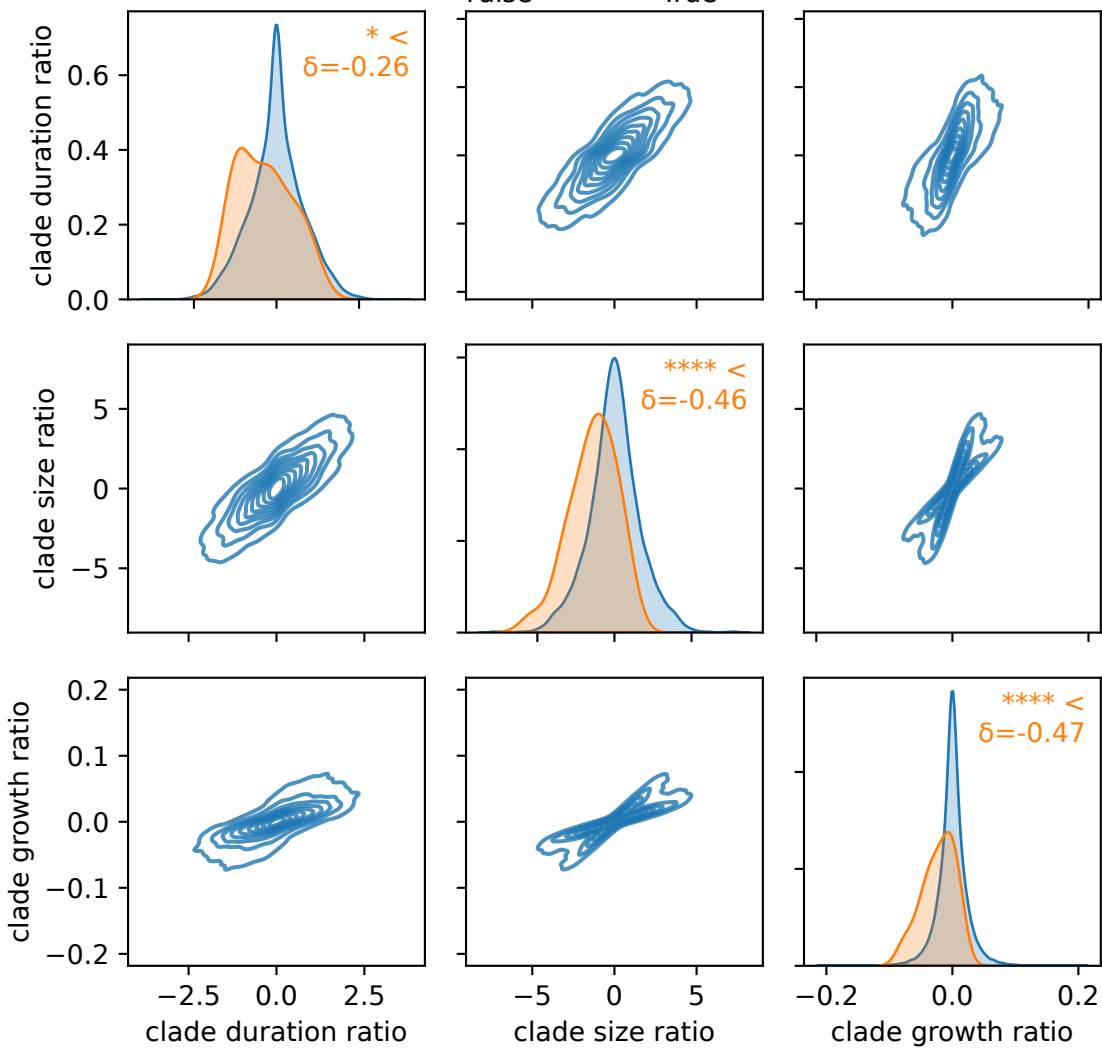 False True
clade duration ratio
0.6
0.4
0.2
0.0
* <
δ=-0.26
clade size ratio
5
0
−5
**** <
δ=-0.46
clade growth ratio
0.2
0.1
0.0
−0.1
−0.2
**** <
δ=-0.47
−2.5 0.0 2.5
−5 0 5
−0.2 0.0 0.2
clade duration ratio
clade size ratio
clade growth ratio